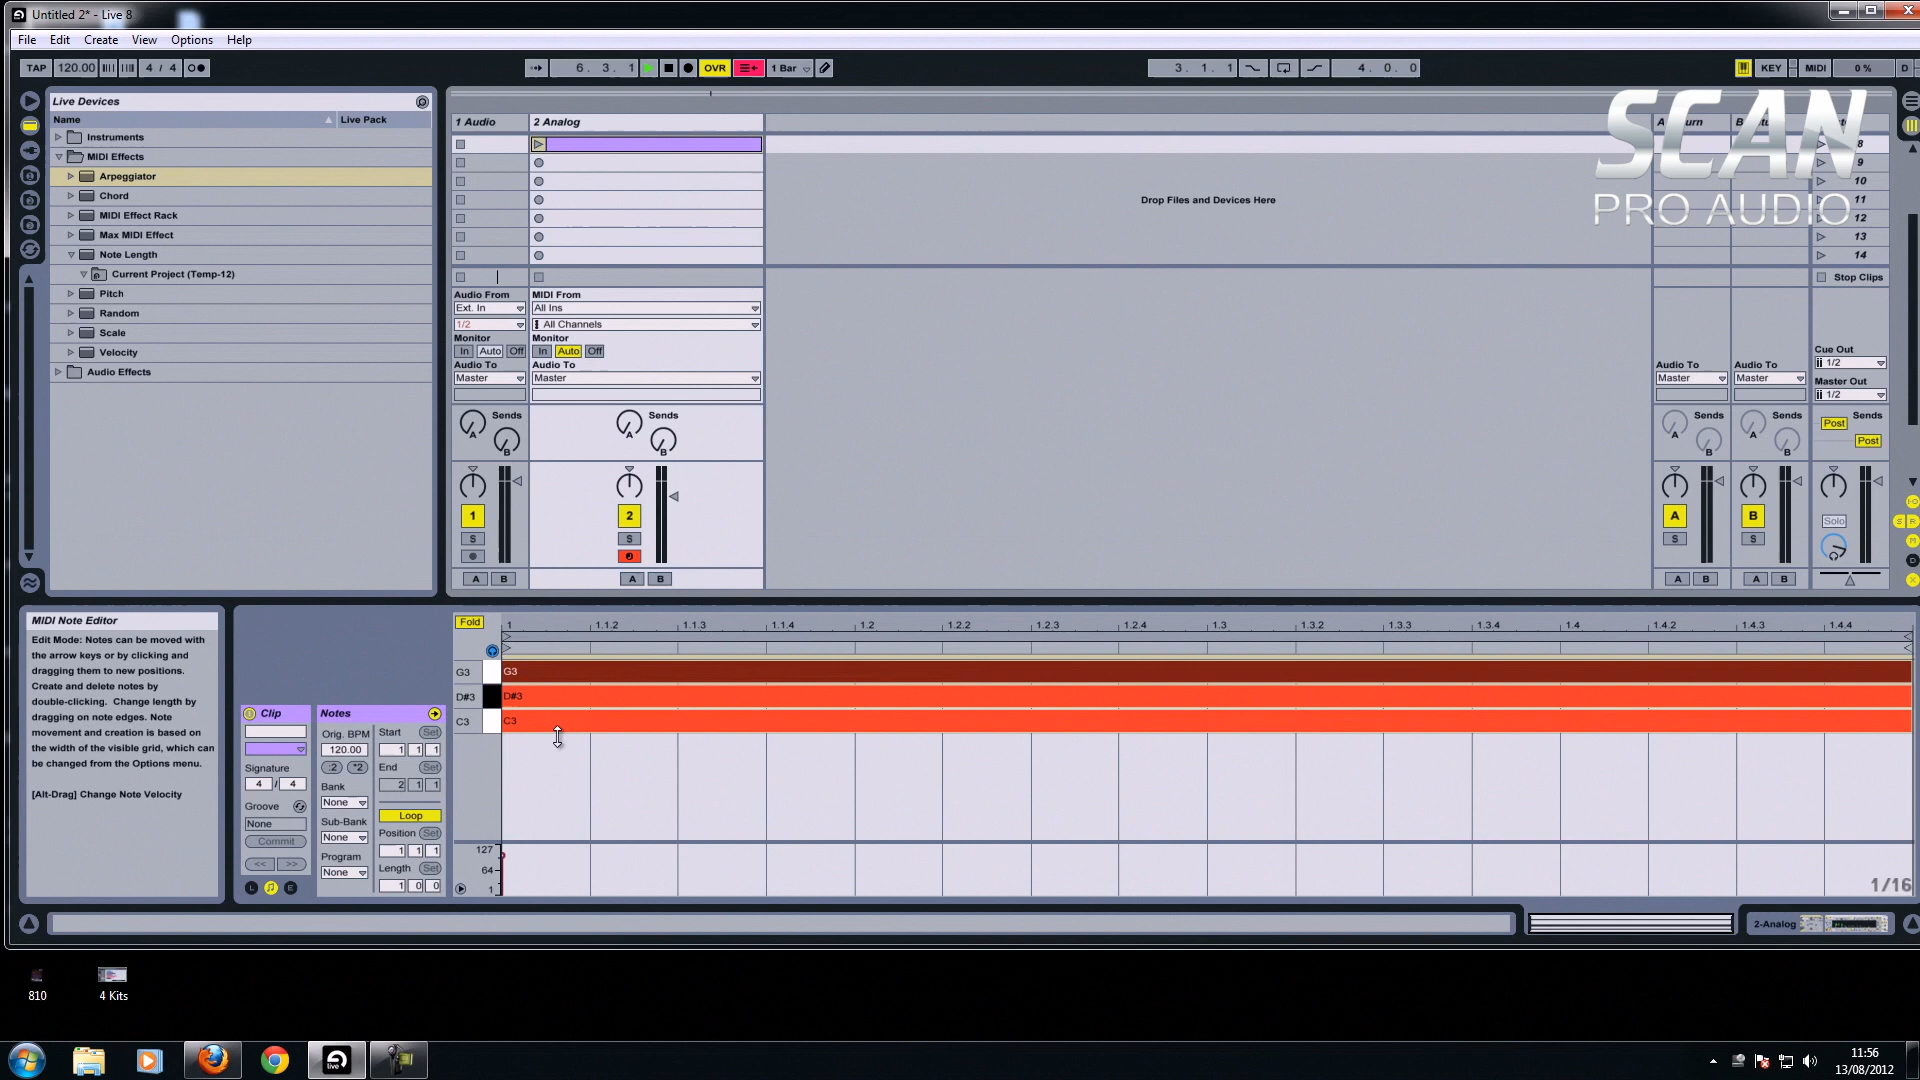 Untitled 2* - Live 8
File Edit Create View Options Help
TAP 120.00 4 / 4 6. 3. 1 OVR 1 Bar 3. 1. 1 4. 0. 0 KEY MIDI 0 % D
Live Devices
Name Live Pack
Instruments
MIDI Effects
Arpeggiator
Chord
MIDI Effect Rack
Max MIDI Effect
Note Length
Current Project (Temp-12)
Pitch
Random
Scale
Velocity
Audio Effects
1 Audio 2 Analog
Drop Files and Devices Here
SCAN
PRO AUDIO
8
9
10
11
12
13
14
Stop Clips
Audio From MIDI From
Ext. In All Ins
1/2 All Channels
Monitor Monitor
In Auto Off In Auto Off
Audio To Audio To Audio To Audio To
Master Master Master Master
Cue Out
1/2
Master Out
1/2
Sends Sends Sends Sends Sends
A B A B A B A B Post Post
1 2 A B Solo
S S S S
A B A B A B A B
MIDI Note Editor
Edit Mode: Notes can be moved with
the arrow keys or by clicking and
dragging them to new positions.
Create and delete notes by
double-clicking. Change length by
dragging on note edges. Note
movement and creation is based on
the width of the visible grid, which can
be changed from the Options menu.
[Alt-Drag] Change Note Velocity
Clip
Signature
4 / 4
Groove
None
Commit
<< >>
L E
Notes
Orig. BPM
120.00
:2 *2
Bank
None
Sub-Bank
None
Program
None
Start Set
1 1 1
End Set
2 1 1
Loop
Position Set
1 1 1
Length Set
1 0 0
Fold 1 1.1.2 1.1.3 1.1.4 1.2 1.2.2 1.2.3 1.2.4 1.3 1.3.2 1.3.3 1.3.4 1.4 1.4.2 1.4.3 1.4.4
G3 G3
D#3 D#3
C3 C3
127
64
1
1/16
2-Analog
810 4 Kits
live
11:56
13/08/2012